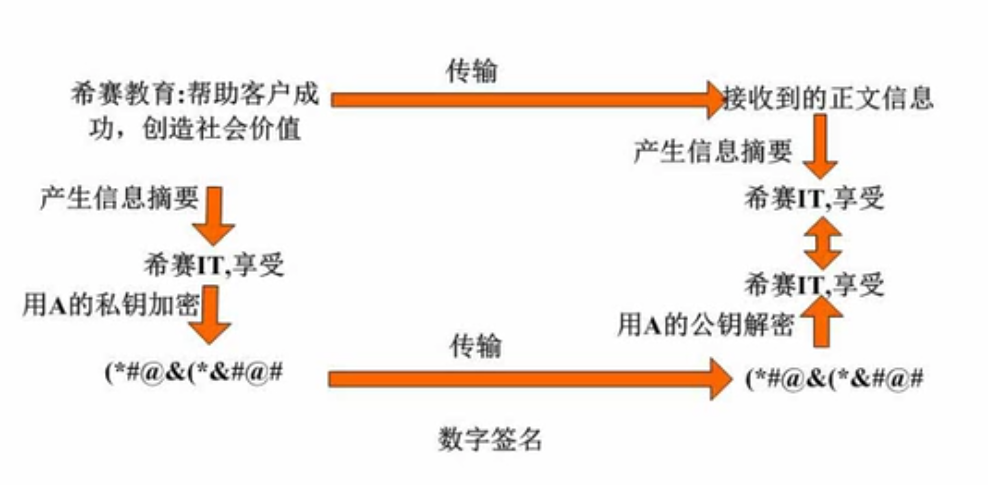 传输
希赛教育:帮助客户成
功，创造社会价值
接收到的正文信息
产生信息摘要
产生信息摘要
希赛IT,享受
希赛IT,享受
希赛IT,享受
用A的私钥加密
用A的公钥解密
传输
(*#@&(*&#@#
(*#@&(*&#@#
数字签名